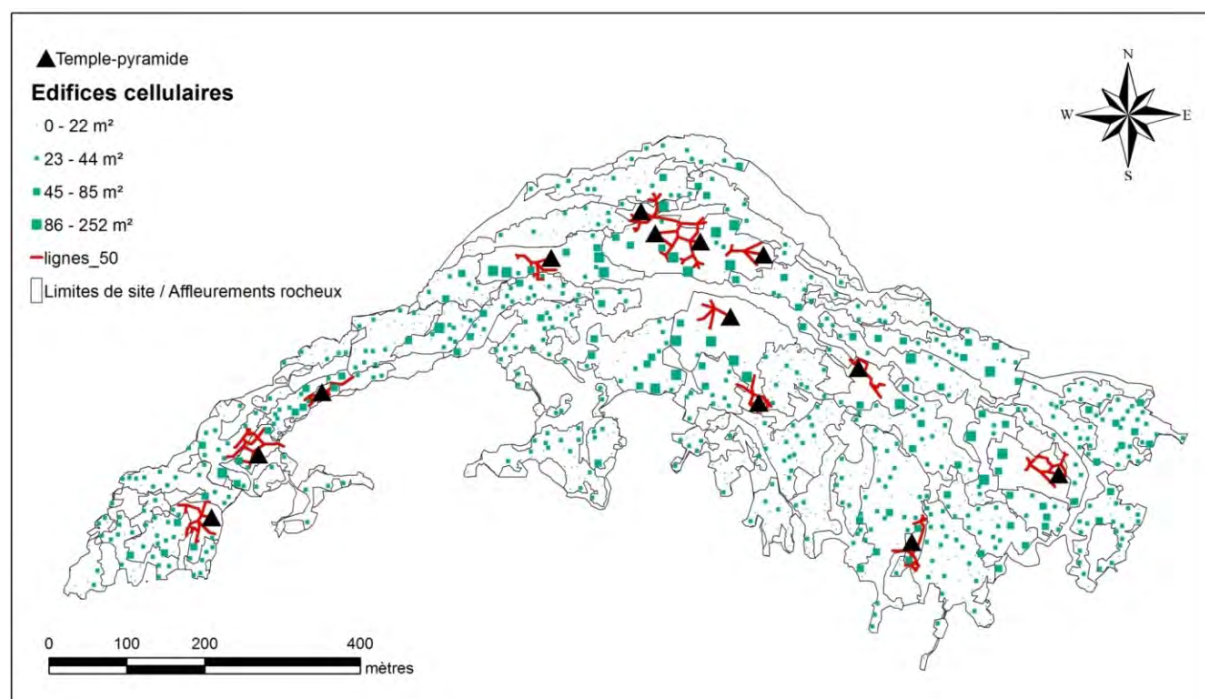 Temple-pyramide
Edifices cellulaires
0 - 22 m²
23 - 44 m²
45 - 85 m²
86 - 252 m²
lignes_50
Limites de site / Affleurements rocheux
N
W E
S
0 100 200 400
mètres